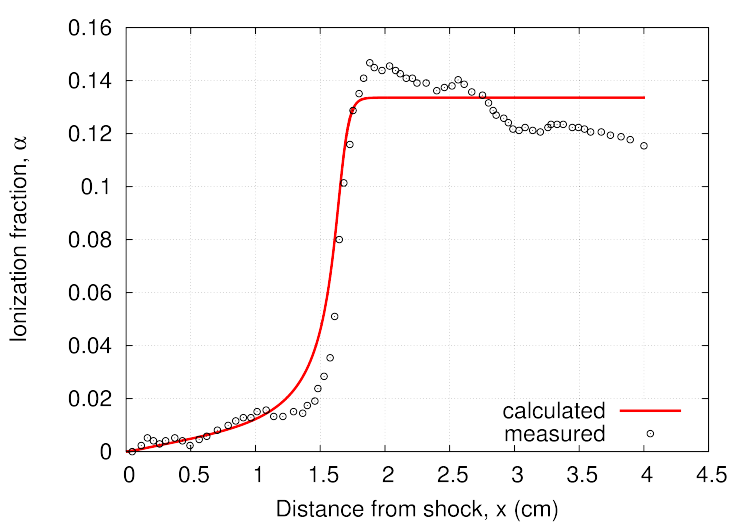 0.16
0.14
0.12
0.1
0.08
0.06
0.04
0.02
0
Ionization fraction, α
calculated
measured
0 0.5 1 1.5 2 2.5 3 3.5 4 4.5
Distance from shock, x (cm)